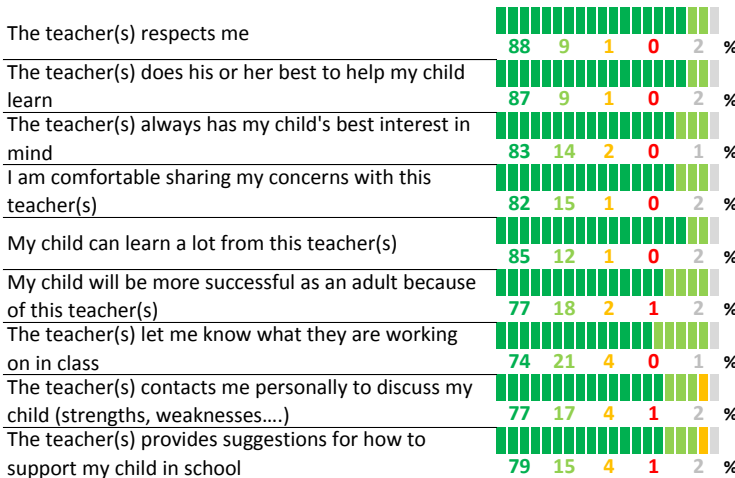 The teacher(s) respects me
88 9 1 0 2 %
The teacher(s) does his or her best to help my child
learn
87 9 1 0 2 %
The teacher(s) always has my child's best interest in
mind
83 14 2 0 1 %
I am comfortable sharing my concerns with this
teacher(s)
82 15 1 0 2 %
My child can learn a lot from this teacher(s)
85 12 1 0 2 %
My child will be more successful as an adult because
of this teacher(s)
77 18 2 1 2 %
The teacher(s) let me know what they are working
on in class
74 21 4 0 1 %
The teacher(s) contacts me personally to discuss my
child (strengths, weaknesses....)
77 17 4 1 2 %
The teacher(s) provides suggestions for how to
support my child in school
79 15 4 1 2 %